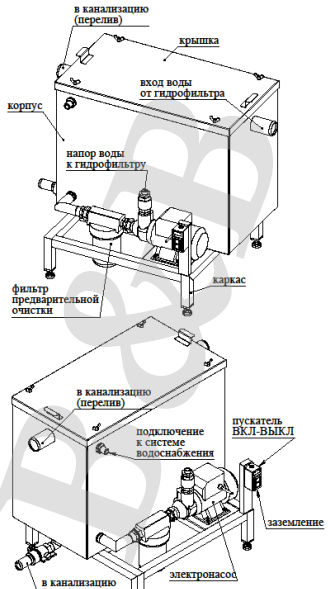 в канализацию
(перелив)
крышка
вход воды
от гидрофильтра
корпус
напор воды
к гидрофильтру
фильтр
предварительной
очистки
каркас
в канализацию
(перелив)
подключение
к системе
водоснабжения
пускатель
ВКЛ-ВЫКЛ
заземление
электронасос
в канализацию
B&B